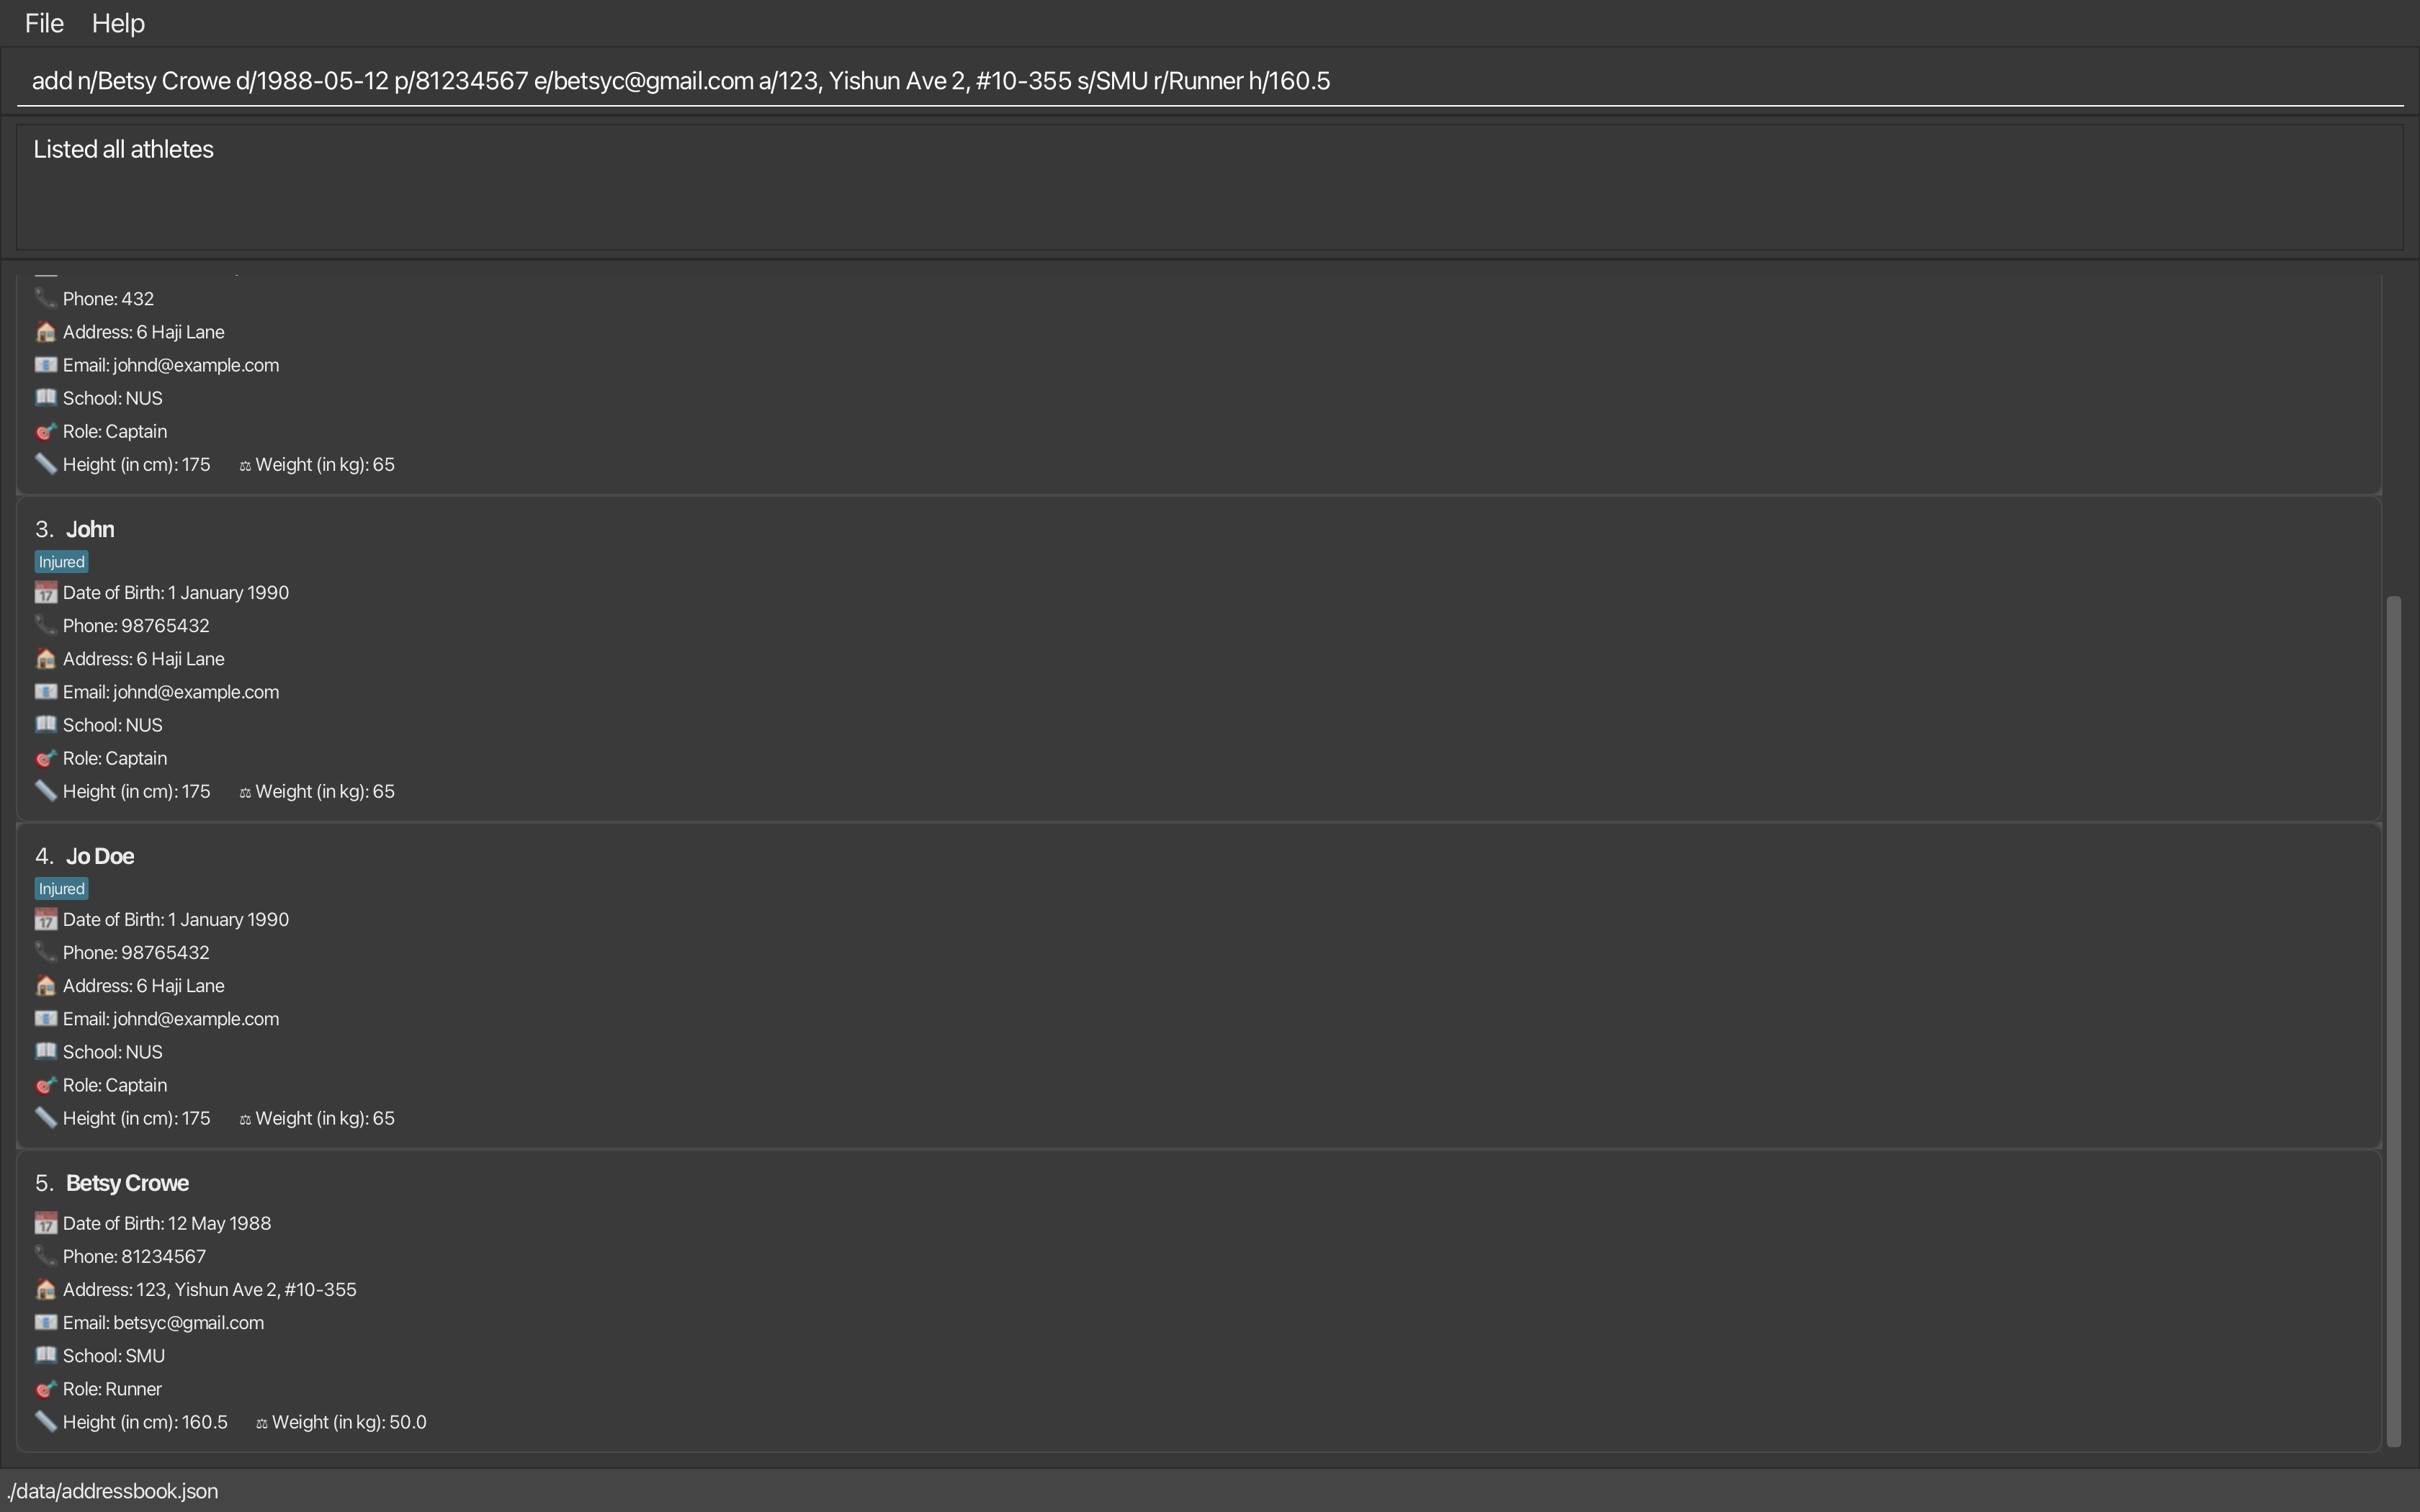 File Help
add n/Betsy Crowe d/1988-05-12 p/81234567 e/betsyc@gmail.com a/123, Yishun Ave 2, #10-355 s/SMU r/Runner h/160.5
Listed all athletes
Phone: 432
Address: 6 Haji Lane
Email: johnd@example.com
School: NUS
Role: Captain
Height (in cm): 175 Weight (in kg): 65
3. John
Injured
Date of Birth: 1 January 1990
Phone: 98765432
Address: 6 Haji Lane
Email: johnd@example.com
School: NUS
Role: Captain
Height (in cm): 175 Weight (in kg): 65
4. Jo Doe
Injured
Date of Birth: 1 January 1990
Phone: 98765432
Address: 6 Haji Lane
Email: johnd@example.com
School: NUS
Role: Captain
Height (in cm): 175 Weight (in kg): 65
5. Betsy Crowe
Date of Birth: 12 May 1988
Phone: 81234567
Address: 123, Yishun Ave 2, #10-355
Email: betsyc@gmail.com
School: SMU
Role: Runner
Height (in cm): 160.5 Weight (in kg): 50.0
./data/addressbook.json